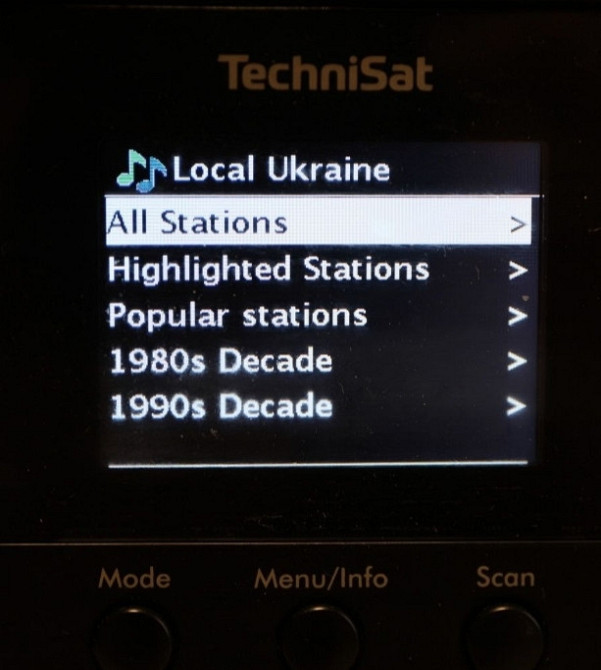 TechniSat
Local Ukraine
All Stations >
Highlighted Stations >
Popular stations >
1980s Decade >
1990s Decade >
Mode Menu/Info Scan